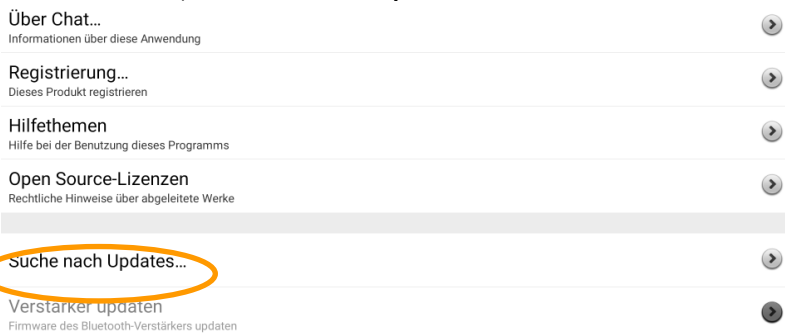 Über Chat...
Informationen über diese Anwendung
Registrierung...
Dieses Produkt registrieren
Hilfethemen
Hilfe bei der Benutzung dieses Programms
Open Source-Lizenzen
Rechtliche Hinweise über abgeleitete Werke
Suche nach Updates...
Verstärker updaten
Firmware des Bluetooth-Verstärkers updaten